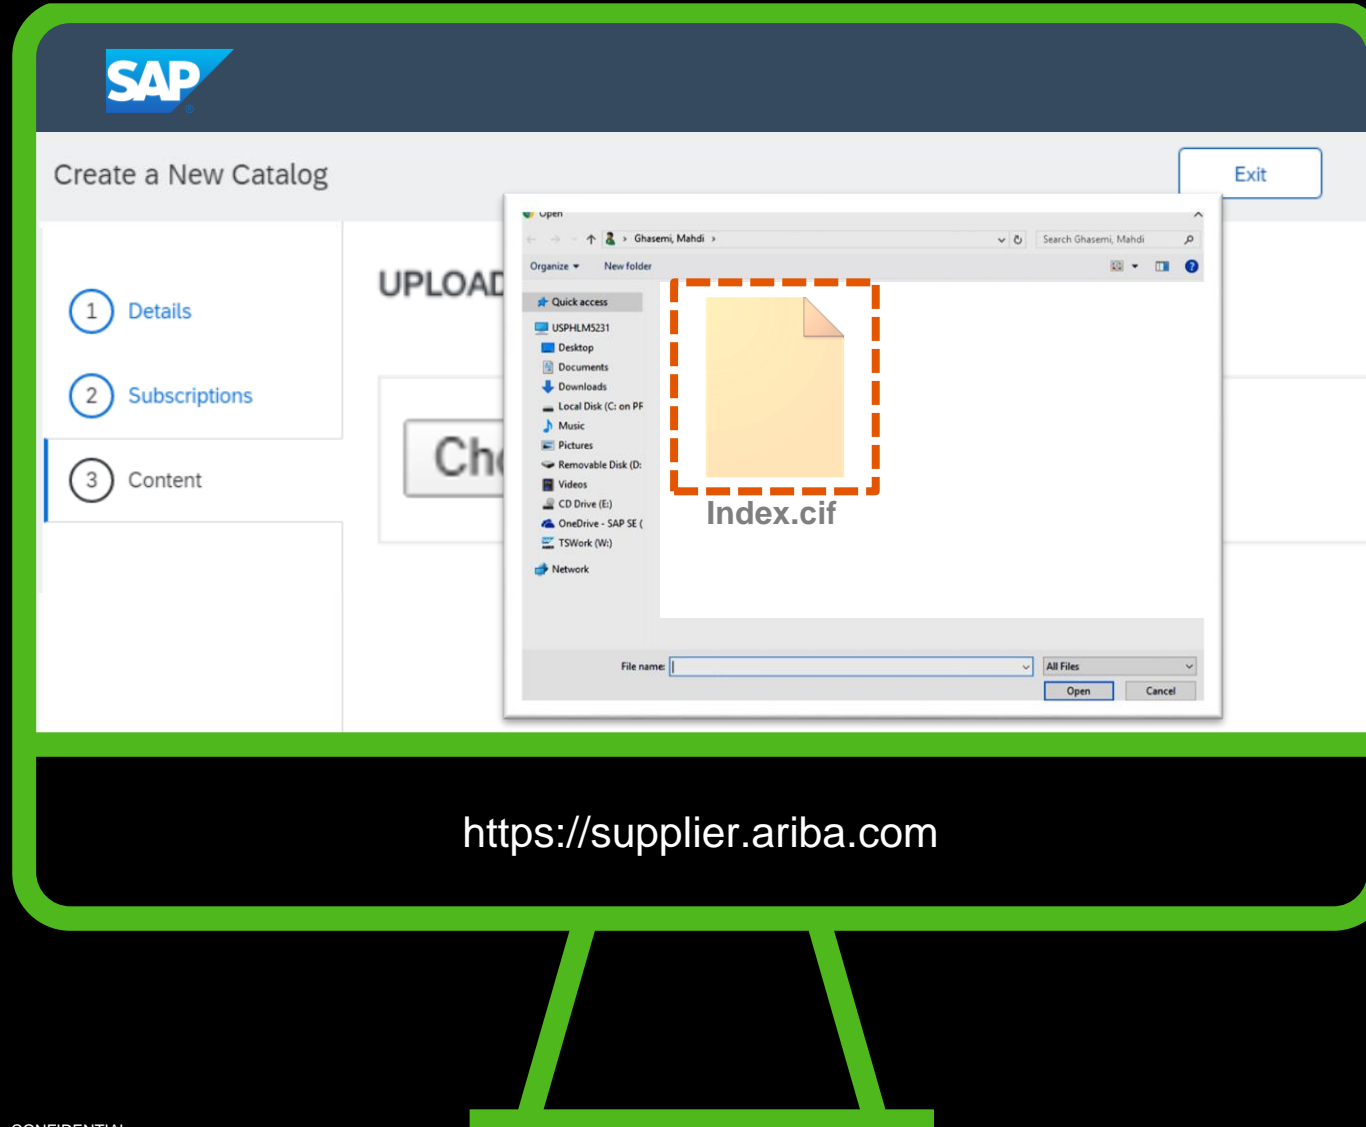 SAP
Create a New Catalog
Exit
Open
Ghasemi, Mahdi
Search Ghasemi, Mahdi
Organize
New folder
UPLOAD
1 Details
2 Subscriptions
3 Content
Quick access
USPHLM5231
Desktop
Documents
Downloads
Local Disk (C: on PF
Music
Pictures
Removable Disk (D:
Videos
CD Drive (E:)
OneDrive - SAP SE (
TSWork (W:)
Network
Index.cif
File name:
All Files
Open
Cancel
https://supplier.ariba.com